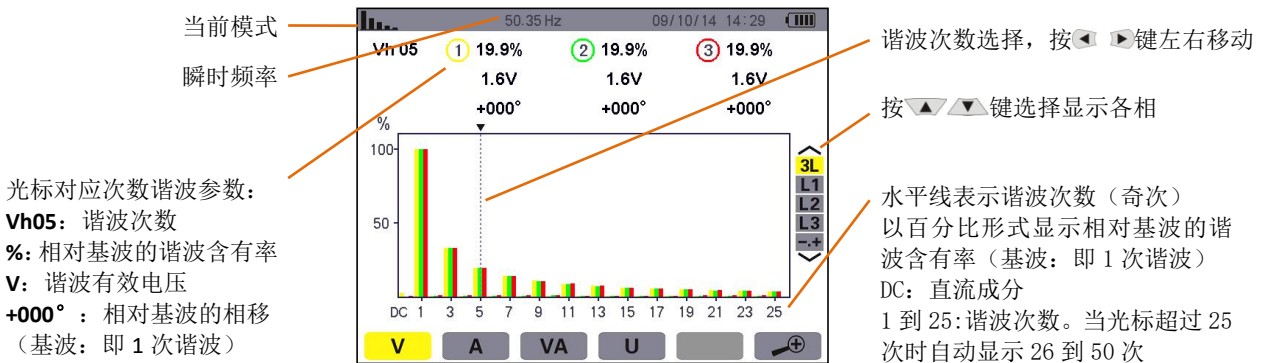 当前模式
瞬时频率
光标对应次数谐波参数：
Vh05：谐波次数
%：相对基波的谐波含有率
V：谐波有效电压
+000°：相对基波的相移
（基波：即 1 次谐波）
50.35 Hz 09/10/14 14:29
Vh 05 1 19.9% 2 19.9% 3 19.9%
1.6V 1.6V 1.6V
+000° +000° +000°
%
100
50
DC 1 3 5 7 9 11 13 15 17 19 21 23 25
3L
L1
L2
L3
-.+
V A VA U
谐波次数选择，按◀ ▶键左右移动
按▲ ▼键选择显示各相
水平线表示谐波次数（奇次）
以百分比形式显示相对基波的谐
波含有率（基波：即 1 次谐波）
DC：直流成分
1 到 25:谐波次数。当光标超过 25
次时自动显示 26 到 50 次